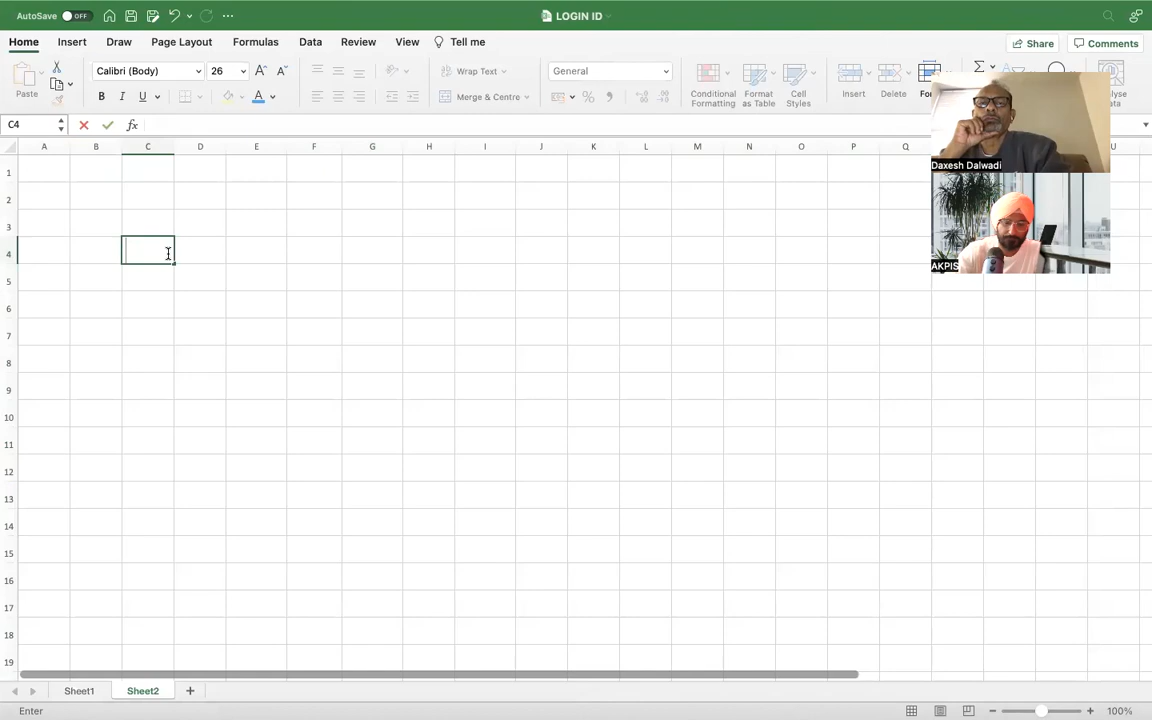 AutoSave OFF LOGIN ID
Home Insert Draw Page Layout Formulas Data Review View Tell me Share Comments
Paste Calibri (Body) 26 A A Wrap Text General Conditional Formatting Format as Table Cell Styles Insert Delete
B I U A Merge & Centre %
C4 fx
A B C D E F G H I J K L M N O P Q U
1
2
3
4
5
6
7
8
9
10
11
12
13
14
15
16
17
18
19
Daxesh Dalwadi
AKPIS
Sheet1 Sheet2 +
Enter 100%